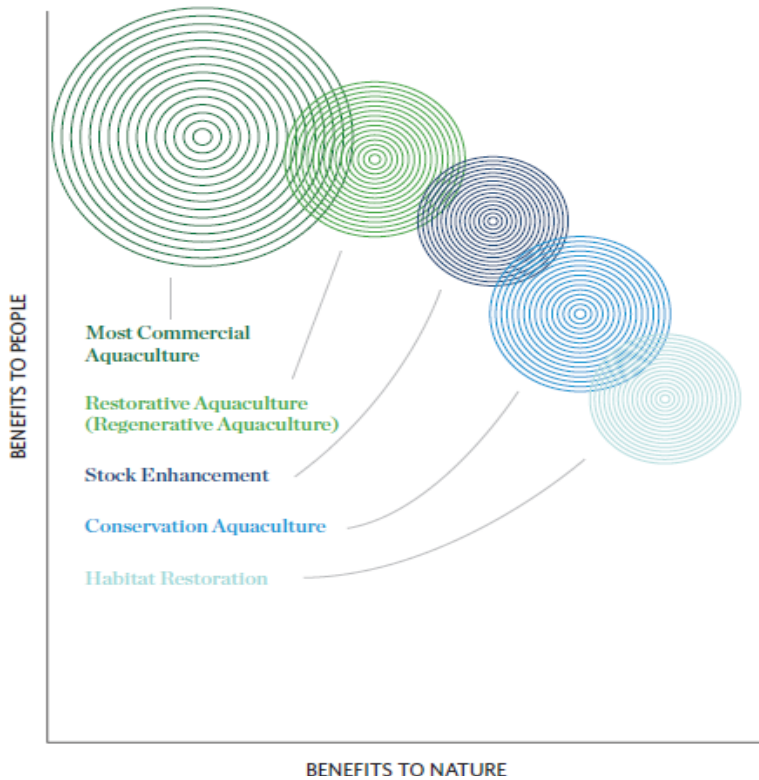 BENEFITS TO PEOPLE
Most Commercial
Aquaculture
Restorative Aquaculture
(Regenerative Aquaculture)
Stock Enhancement
Conservation Aquaculture
Habitat Restoration
BENEFITS TO NATURE